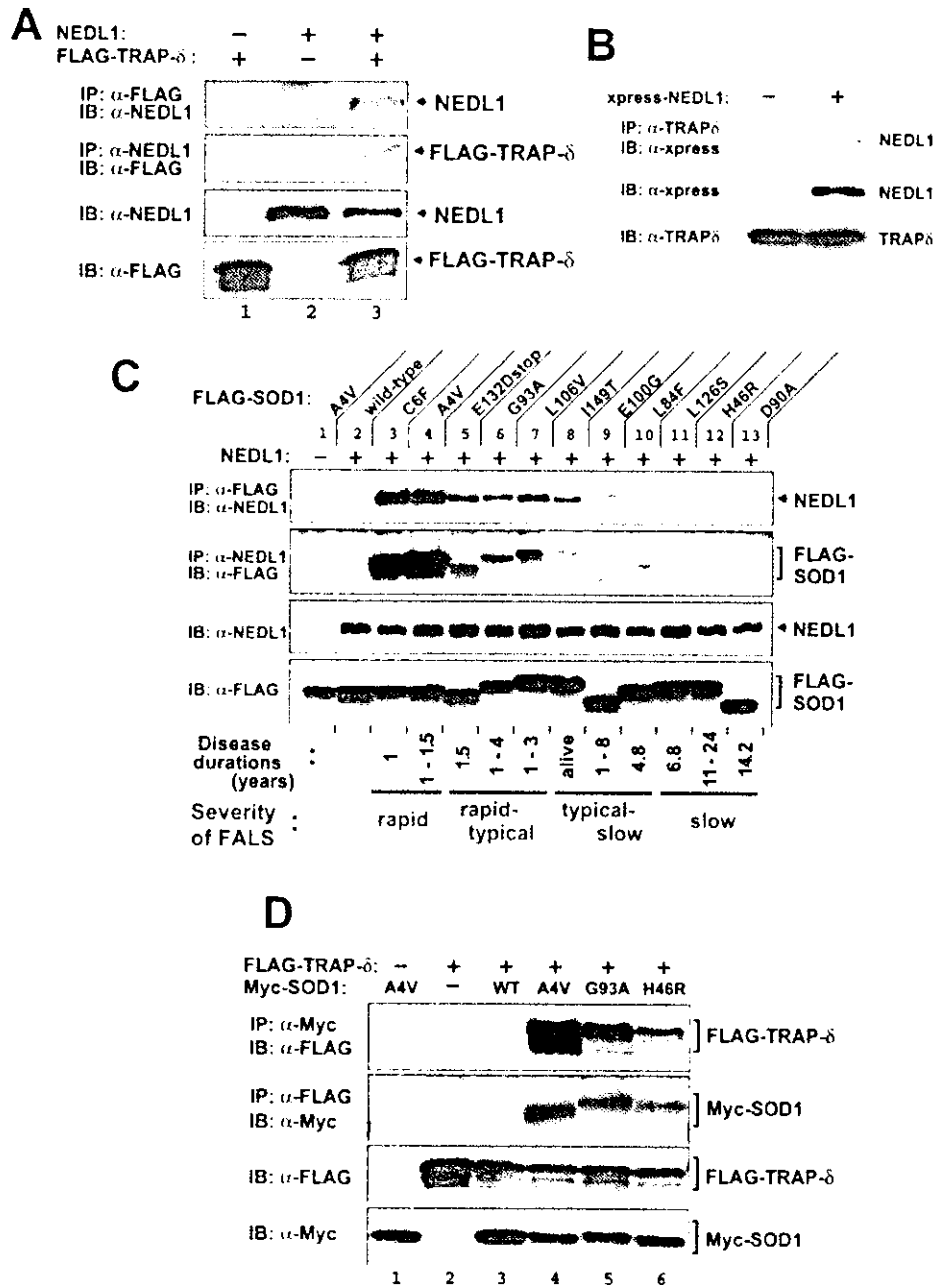 A
NEDL1: − + +
FLAG-TRAP-δ: + − +
IP: α-FLAG
IB: α-NEDL1
NEDL1
IP: α-NEDL1
IB: α-FLAG
FLAG-TRAP-δ
IB: α-NEDL1
NEDL1
IB: α-FLAG
FLAG-TRAP-δ
1 2 3
B
xpress-NEDL1: − +
IP: α-TRAPδ
IB: α-xpress
NEDL1
IB: α-xpress
NEDL1
IB: α-TRAPδ
TRAPδ
C
FLAG-SOD1: A4V wild-type C6F A4V E132Dstop G93A L106V I149T E100G L84F L126S H46R D90A
1 2 3 4 5 6 7 8 9 10 11 12 13
NEDL1: − + + + + + + + + + + + +
IP: α-FLAG
IB: α-NEDL1
NEDL1
IP: α-NEDL1
IB: α-FLAG
FLAG-
SOD1
IB: α-NEDL1
NEDL1
IB: α-FLAG
FLAG-
SOD1
Disease
durations
(years)
: 1 1 - 1.5 1.5 1 - 4 1 - 3 alive 1 - 8 4.8 6.8 11 - 24 14.2
Severity
of FALS :
rapid
rapid-
typical
typical-
slow
slow
D
FLAG-TRAP-δ: − + + + + +
Myc-SOD1: A4V − WT A4V G93A H46R
IP: α-Myc
IB: α-FLAG
FLAG-TRAP-δ
IP: α-FLAG
IB: α-Myc
Myc-SOD1
IB: α-FLAG
FLAG-TRAP-δ
IB: α-Myc
Myc-SOD1
1 2 3 4 5 6